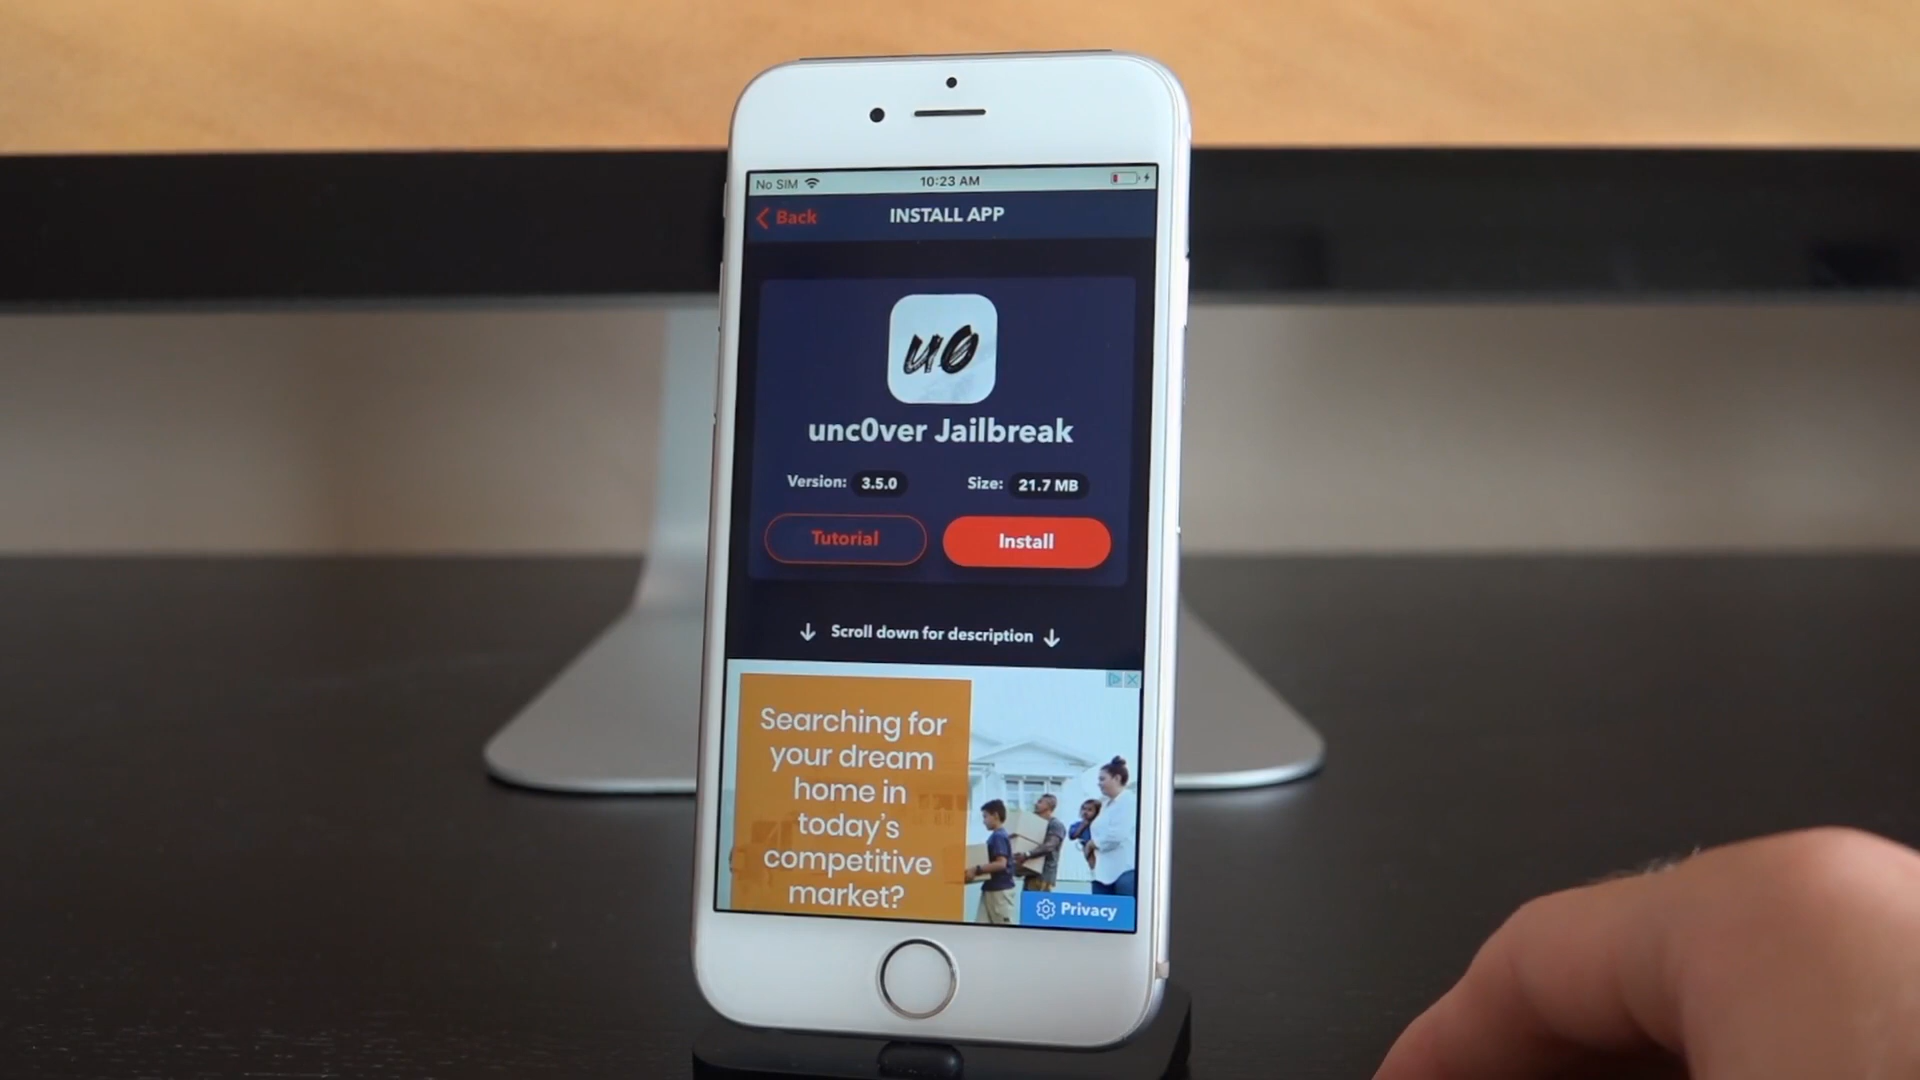 No SIM 10:23 AM
Back INSTALL APP
u0
unc0ver Jailbreak
Version: 3.5.0 Size: 21.7 MB
Tutorial Install
↓ Scroll down for description ↓
Searching for
your dream
home in
today's
competitive
market?
Privacy